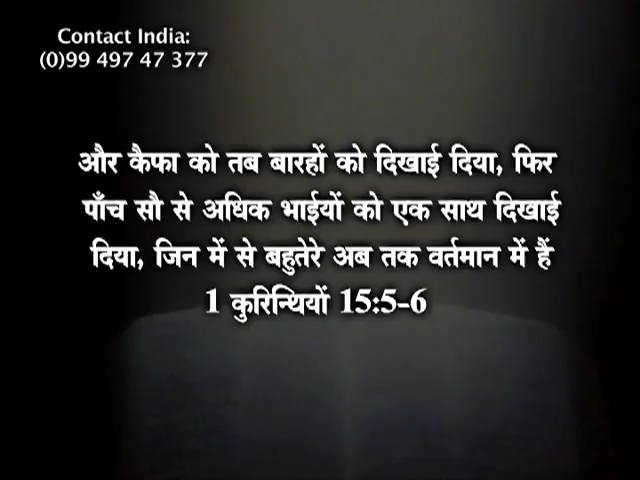 Contact India:
(0)99 497 47 377
और कैफा को तब बारहों को दिखाई दिया, फिर
पाँच सौ से अधिक भाईयों को एक साथ दिखाई
दिया, जिन में से बहुतेरे अब तक वर्तमान में हैं
1 कुरिन्थियों 15:5-6